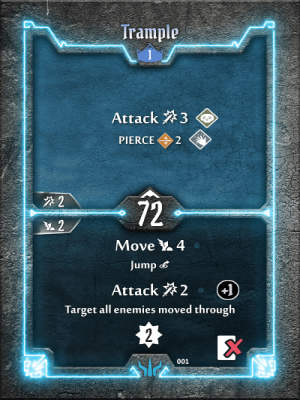 Trample
1
Attack 3
PIERCE 2
2
72
2
Move 4
Jump
Attack 2 +1
Target all enemies moved through
2
001